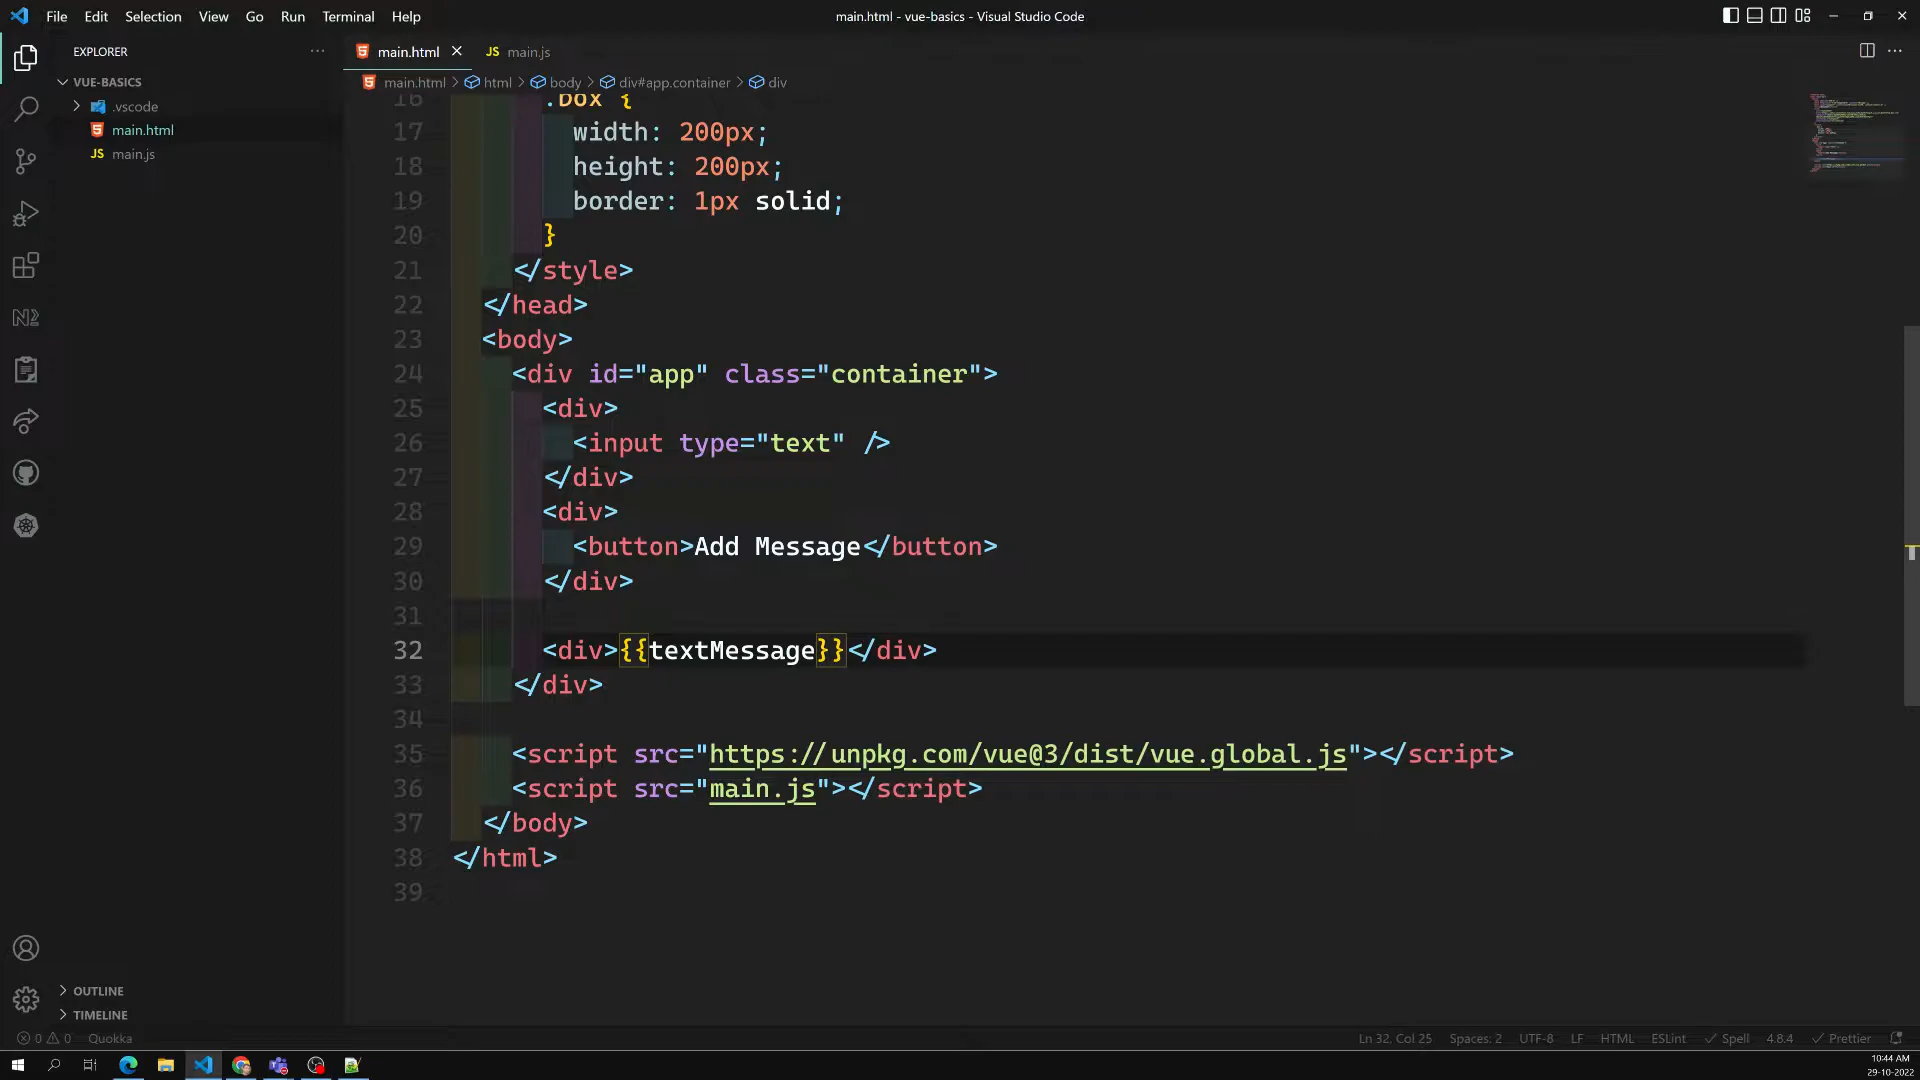 File Edit Selection View Go Run Terminal Help
main.html - vue-basics - Visual Studio Code
EXPLORER
main.html
JS main.js
VUE-BASICS
main.html > html > body > div#app.container > div
.vscode
main.html
JS main.js
16 .box {
17 width: 200px;
18 height: 200px;
19 border: 1px solid;
20 }
21 </style>
22 </head>
23 <body>
24 <div id="app" class="container">
25 <div>
26 <input type="text" />
27 </div>
28 <div>
29 <button>Add Message</button>
30 </div>
31
32 <div>{{textMessage}}</div>
33 </div>
34
35 <script src="https://unpkg.com/vue@3/dist/vue.global.js"></script>
36 <script src="main.js"></script>
37 </body>
38 </html>
39
OUTLINE
TIMELINE
0 0 Quokka
Ln 32, Col 25 Spaces: 2 UTF-8 LF HTML ESLint Spell 4.8.4 Prettier
10:44 AM
29-10-2022